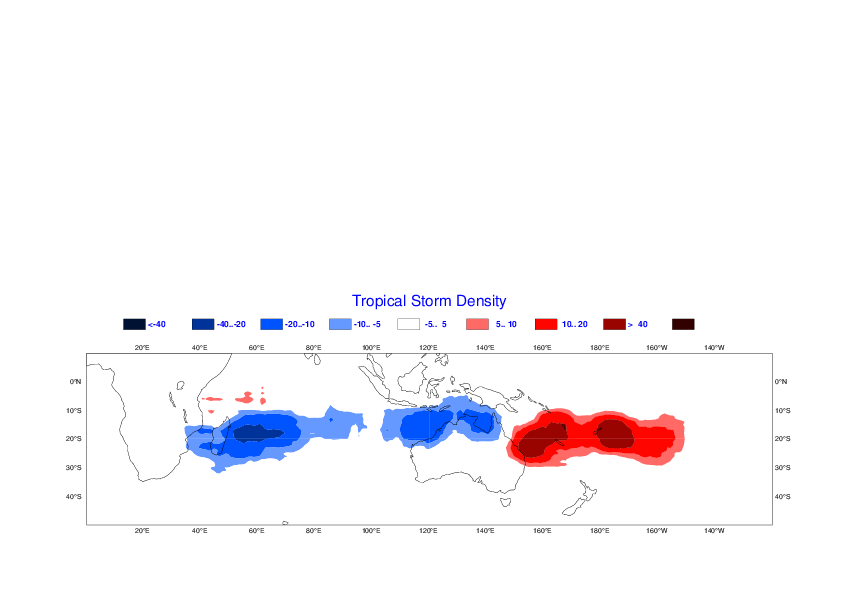 Tropical Storm Density
<-40 -40..-20 -20..-10 -10.. -5 -5.. 5 5.. 10 10.. 20 > 40
20°E 40°E 60°E 80°E 100°E 120°E 140°E 160°E 180°E 160°W 140°W
0°N 0°N
10°S 10°S
20°S 20°S
30°S 30°S
40°S 40°S
20°E 40°E 60°E 80°E 100°E 120°E 140°E 160°E 180°E 160°W 140°W